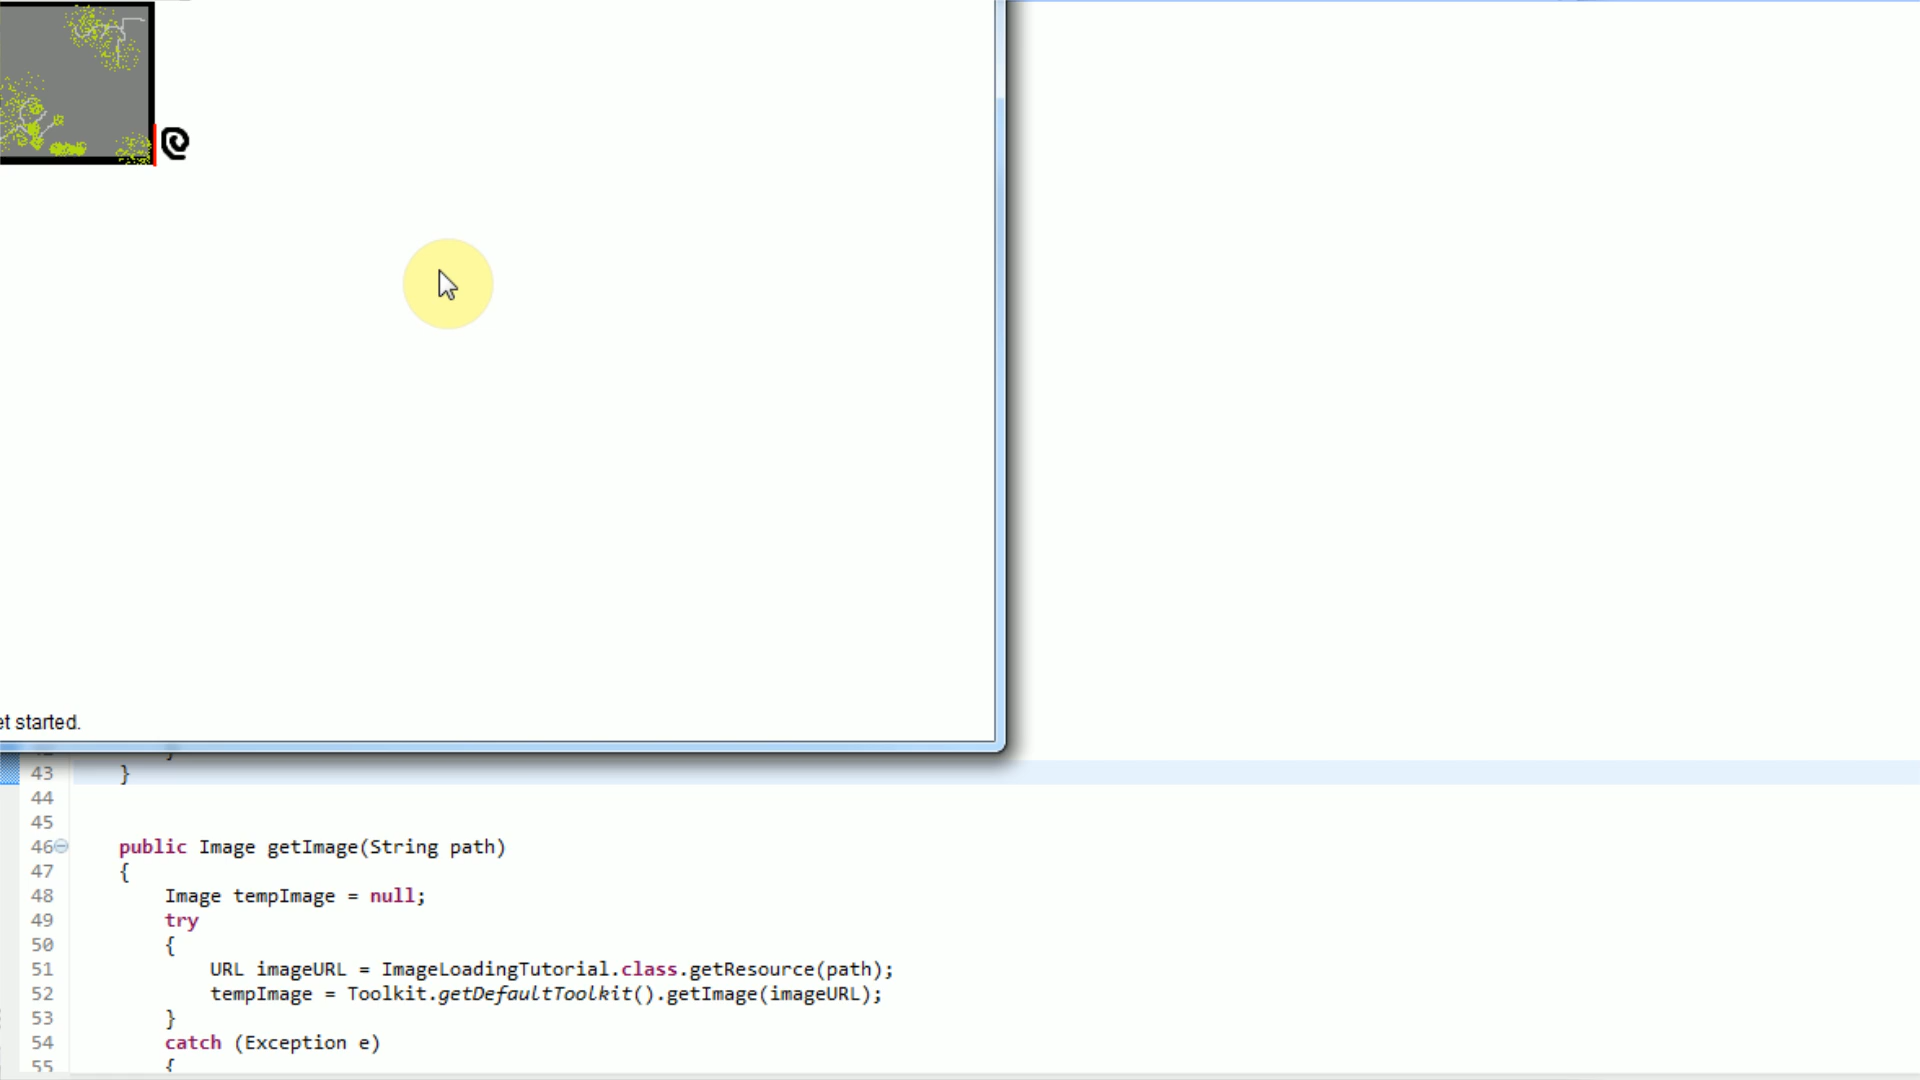 et started.
43 }
44
45
46 public Image getImage(String path)
47 {
48 Image tempImage = null;
49 try
50 {
51 URL imageURL = ImageLoadingTutorial.class.getResource(path);
52 tempImage = Toolkit.getDefaultToolkit().getImage(imageURL);
53 }
54 catch (Exception e)
55 {